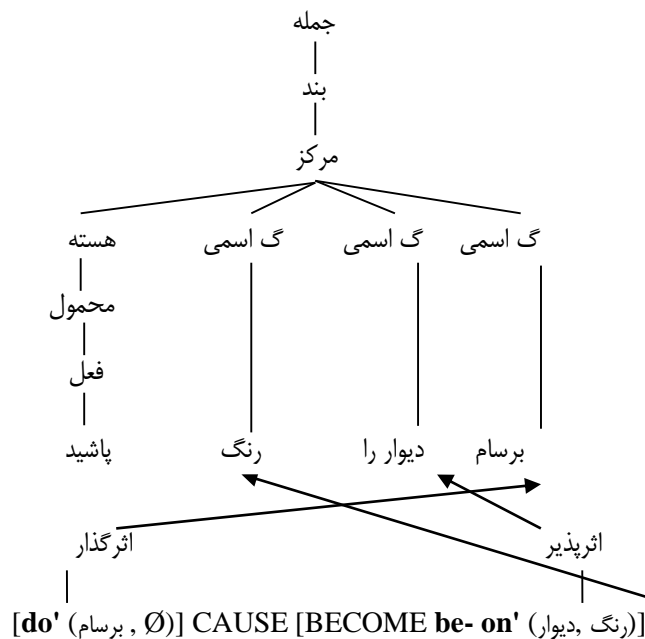 جمله
بند
مرکز
گ اسمی گ اسمی گ اسمی هسته
محمول
فعل
برسام دیوار را رنگ پاشید
اثرپذیر اثرگذار
[do' (برسام , Ø)] CAUSE [BECOME be- on' (دیوار, رنگ)]